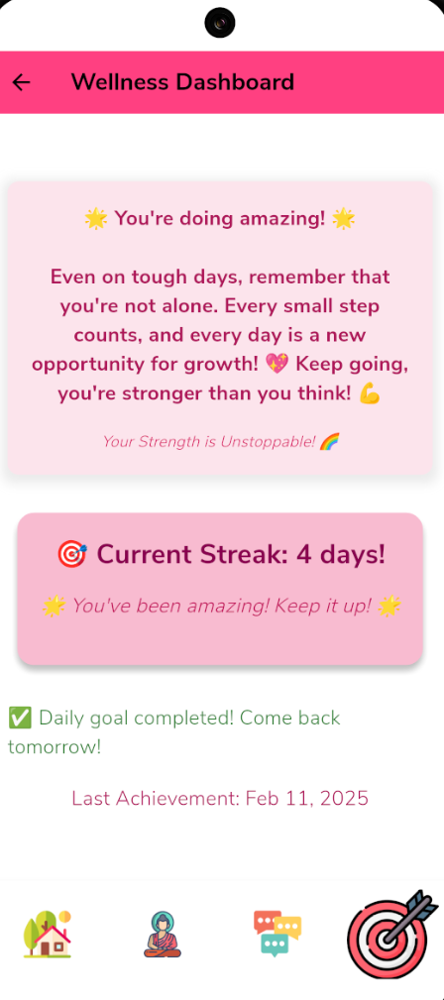 Wellness Dashboard
🌟 You're doing amazing! 🌟
Even on tough days, remember that
you're not alone. Every small step
counts, and every day is a new
opportunity for growth! 💖 Keep going,
you're stronger than you think! 💪
Your Strength is Unstoppable! 🌈
🎯 Current Streak: 4 days!
🌟 You've been amazing! Keep it up! 🌟
✅ Daily goal completed! Come back
tomorrow!
Last Achievement: Feb 11, 2025